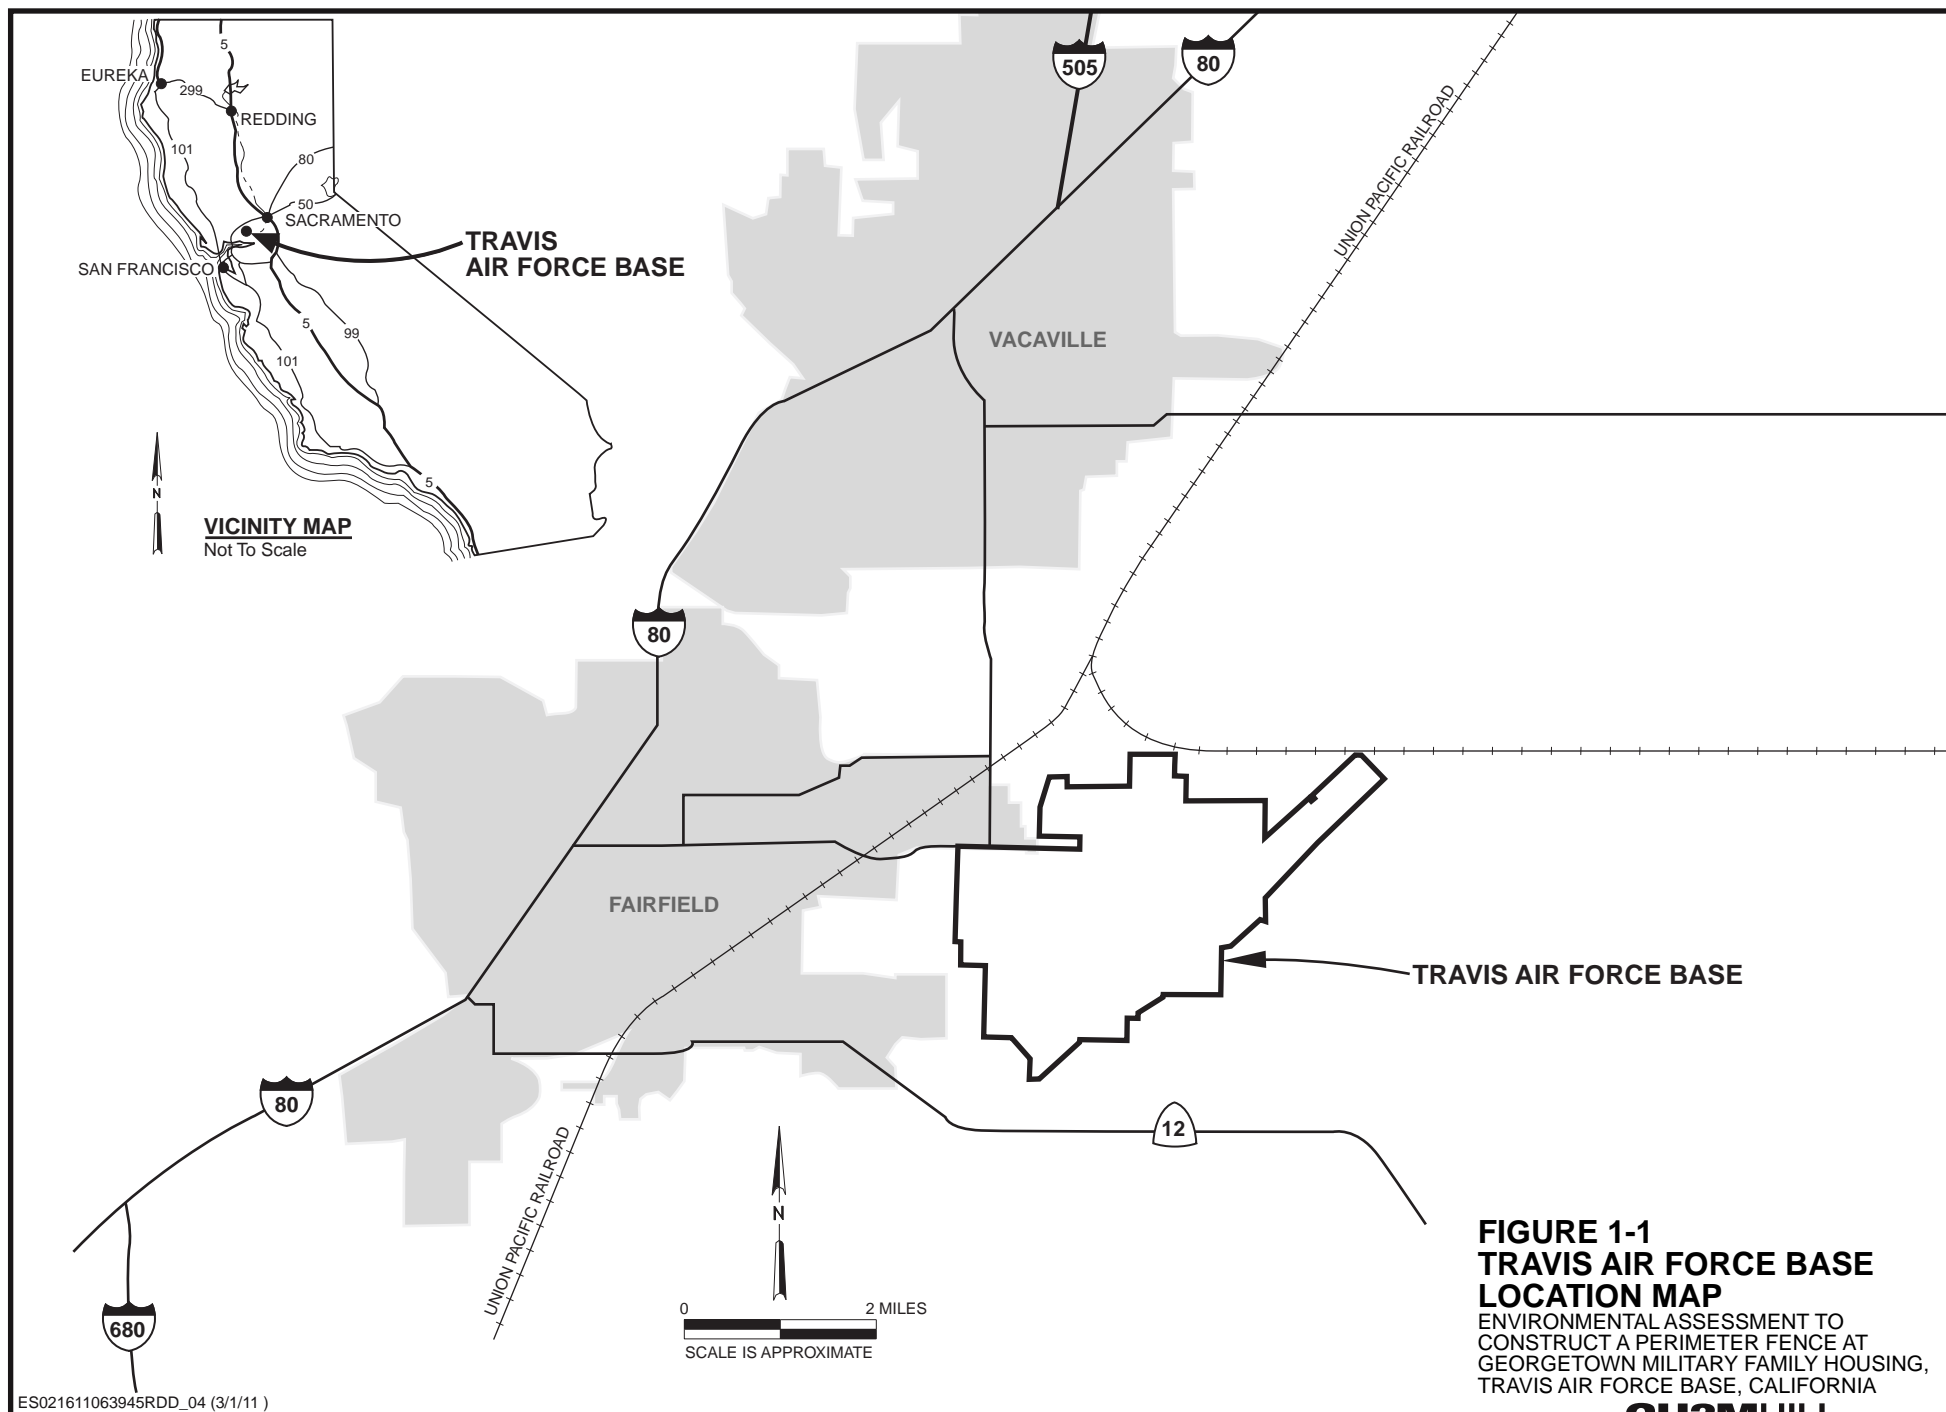 5
EUREKA
299
REDDING
101
80
50
SACRAMENTO
TRAVIS
AIR FORCE BASE
SAN FRANCISCO
5
99
101
5
N
VICINITY MAP
Not To Scale
505
80
UNION PACIFIC RAILROAD
VACAVILLE
80
FAIRFIELD
TRAVIS AIR FORCE BASE
80
12
UNION PACIFIC RAILROAD
N
680
0 2 MILES
SCALE IS APPROXIMATE
FIGURE 1-1
TRAVIS AIR FORCE BASE
LOCATION MAP
ENVIRONMENTAL ASSESSMENT TO
CONSTRUCT A PERIMETER FENCE AT
GEORGETOWN MILITARY FAMILY HOUSING,
TRAVIS AIR FORCE BASE, CALIFORNIA
ES021611063945RDD_04 (3/1/11 )